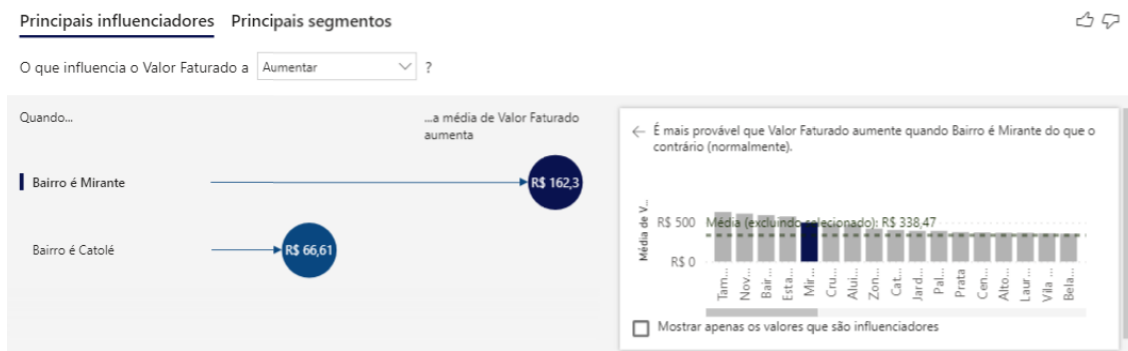 Principais influenciadores Principais segmentos
O que influencia o Valor Faturado a Aumentar ?
Quando...
...a média de Valor Faturado
aumenta
Bairro é Mirante
R$ 162,3
Bairro é Catolé
R$ 66,61
É mais provável que Valor Faturado aumente quando Bairro é Mirante do que o
contrário (normalmente).
Média de V...
R$ 500
Média (excluindo selecionado): R$ 338,47
R$ 0
Tam...
Nov...
Bair...
Esta...
Mir...
Cru...
Alui...
Zon...
Cat...
Jard...
Pal...
Prata
Cen...
Alto...
Laur...
Vila ...
Bela...
Mostrar apenas os valores que são influenciadores